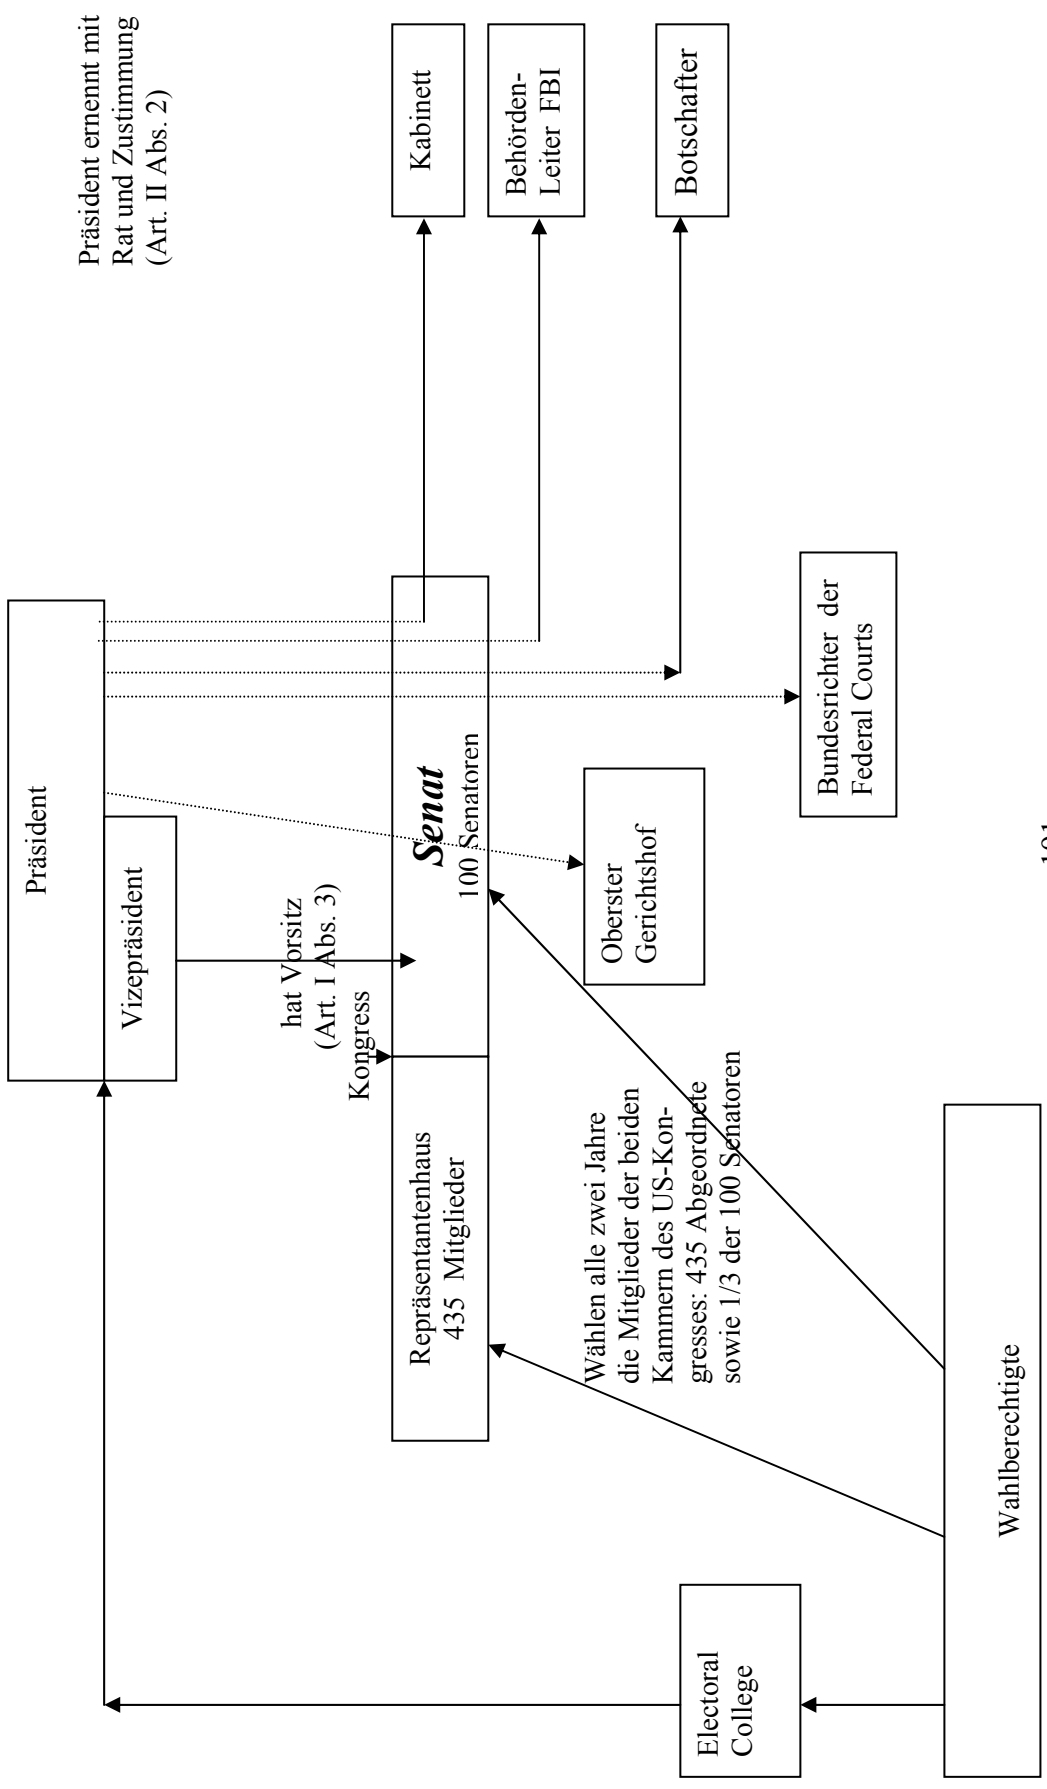 Präsident ernennt mit
Rat und Zustimmung
(Art. II Abs. 2)
Präsident
Vizepräsident
hat Vorsitz
(Art. I Abs. 3)
Kongress
Repräsentantenhaus
435 Mitglieder
Senat
100 Senatoren
Kabinett
Behörden-
Leiter FBI
Botschafter
Oberster
Gerichtshof
Bundesrichter der
Federal Courts
Wählen alle zwei Jahre
die Mitglieder der beiden
Kammern des US-Kon-
gresses: 435 Abgeordnete
sowie 1/3 der 100 Senatoren
Electoral
College
Wahlberechtigte